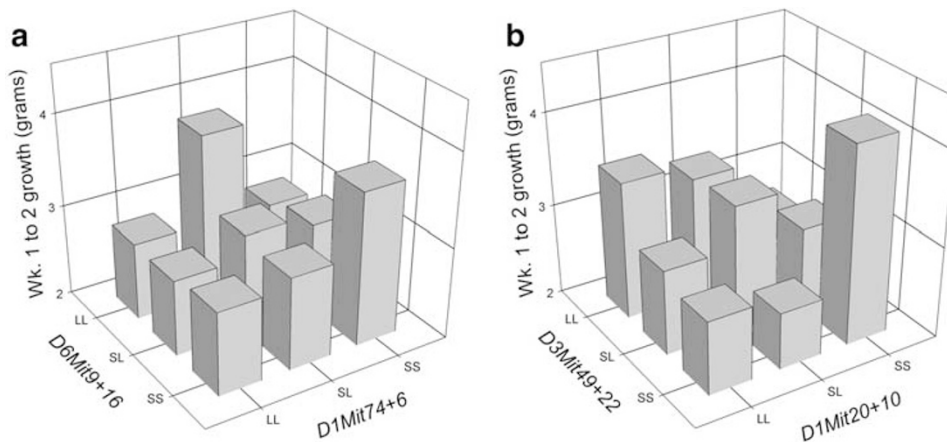 a
Wk. 1 to 2 growth (grams)
4
3
2
LL
SL
SS
D6Mit9+16
LL
SL
SS
D1Mit74+6
b
Wk. 1 to 2 growth (grams)
4
3
2
LL
SL
SS
D3Mit49+22
LL
SL
SS
D1Mit20+10